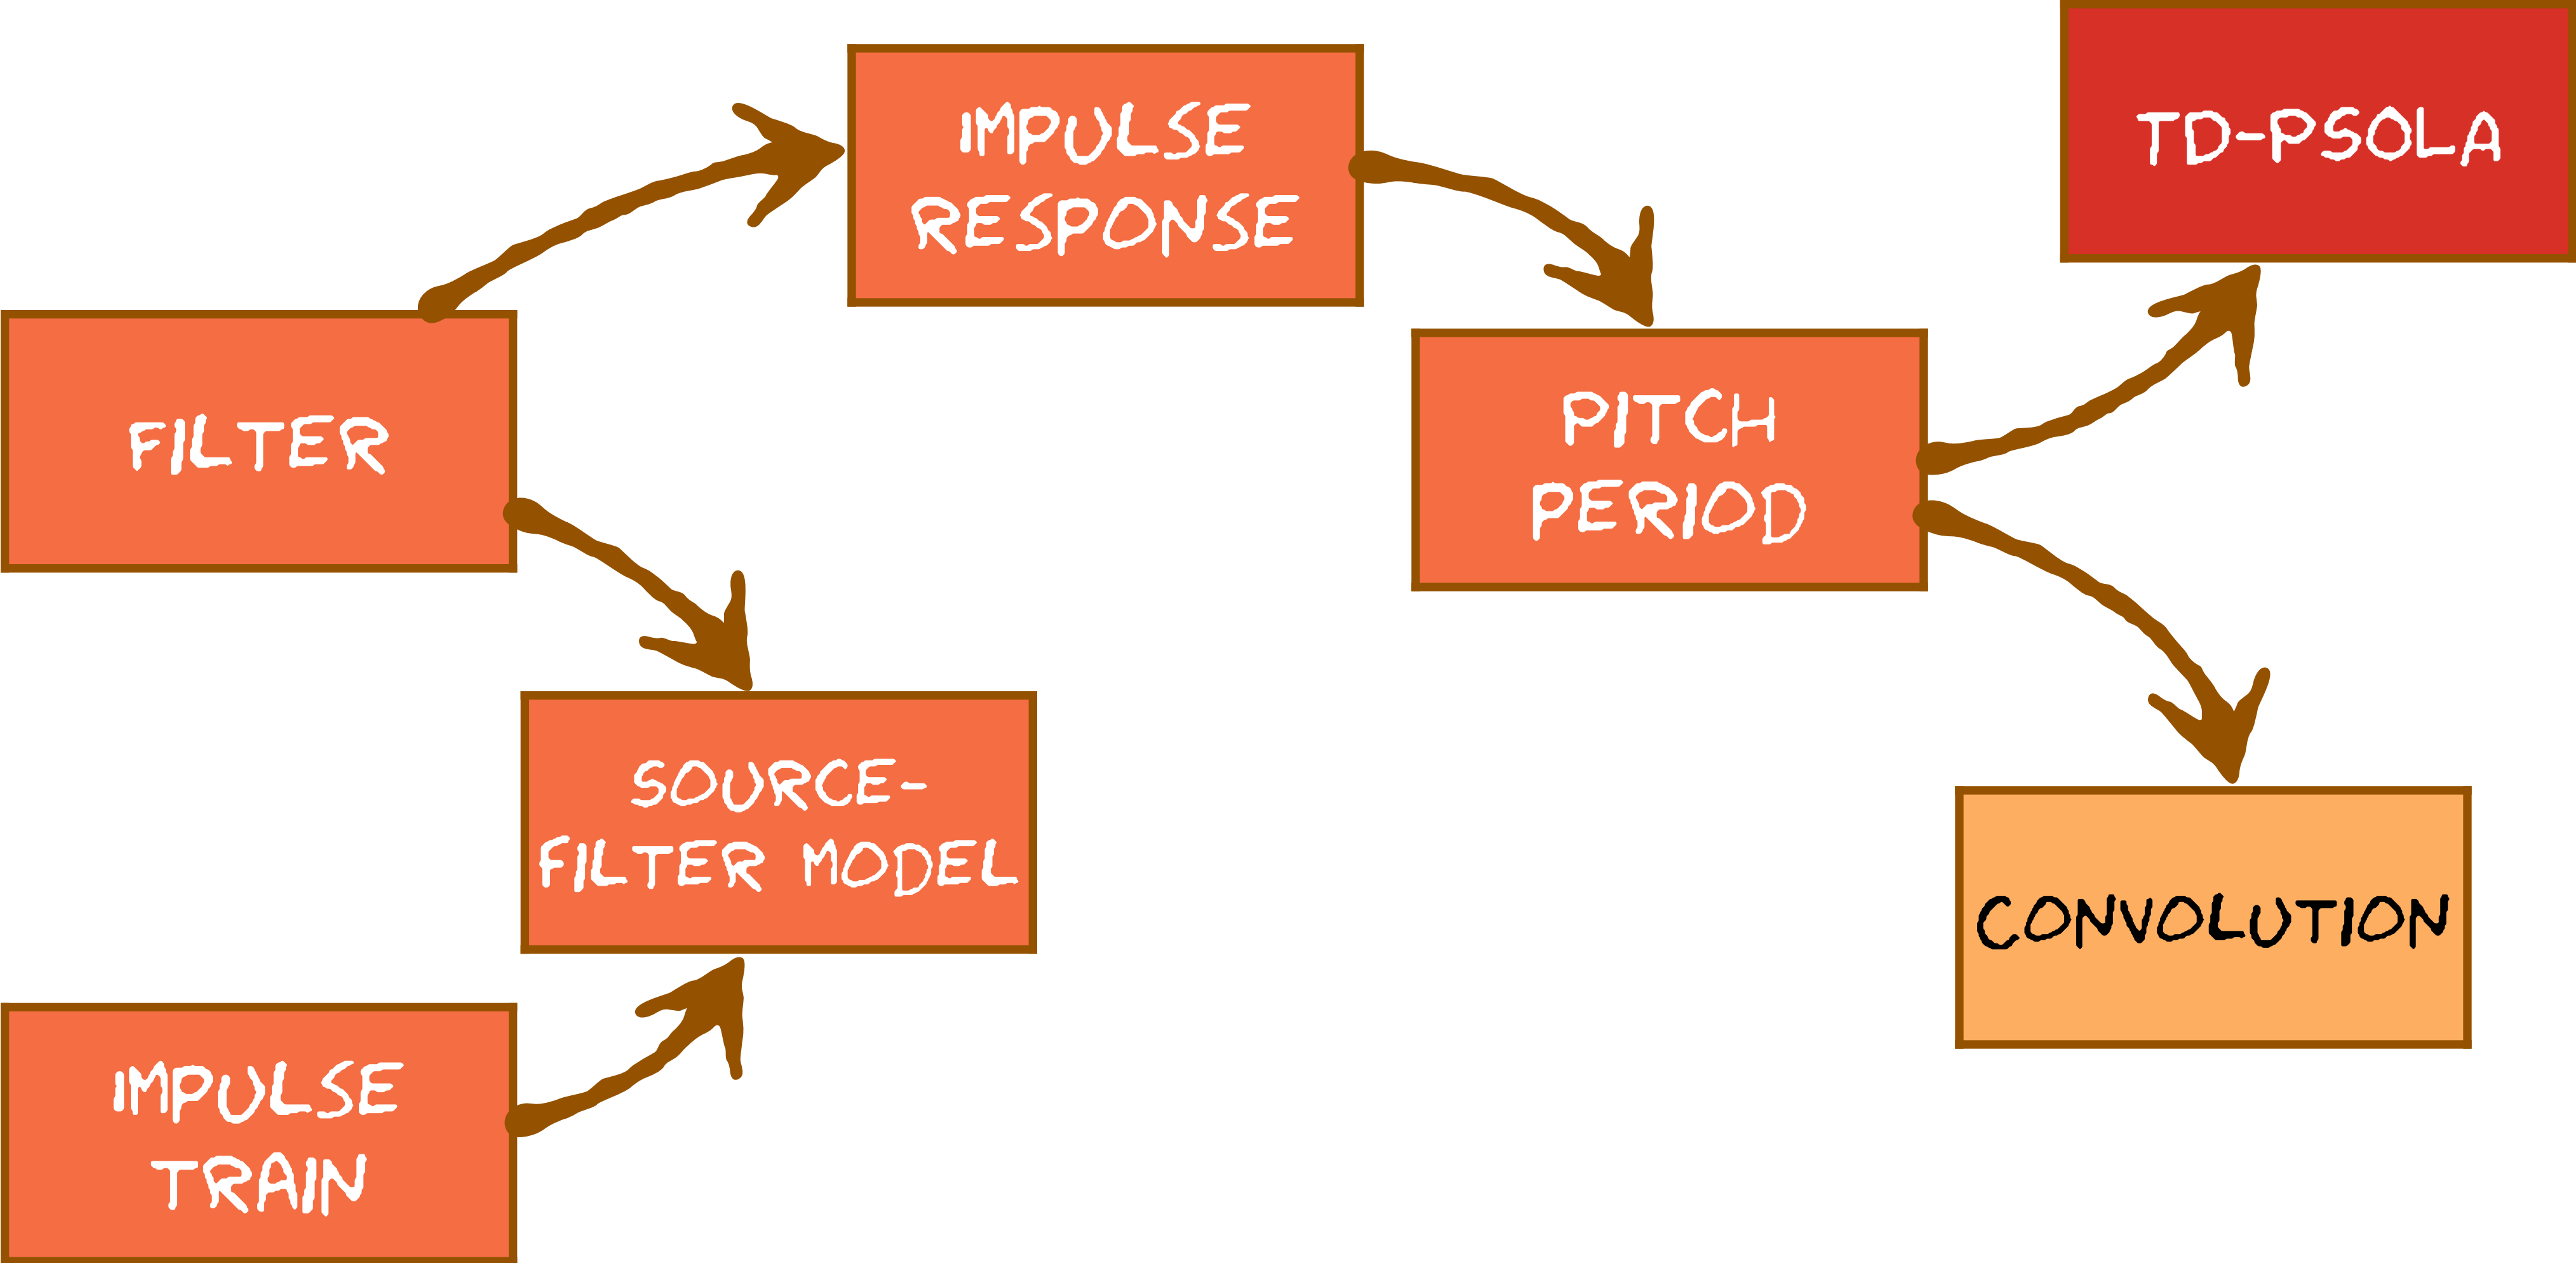 IMPULSE
RESPONSE
TD-PSOLA
FILTER
PITCH
PERIOD
SOURCE-
FILTER MODEL
CONVOLUTION
IMPULSE
TRAIN